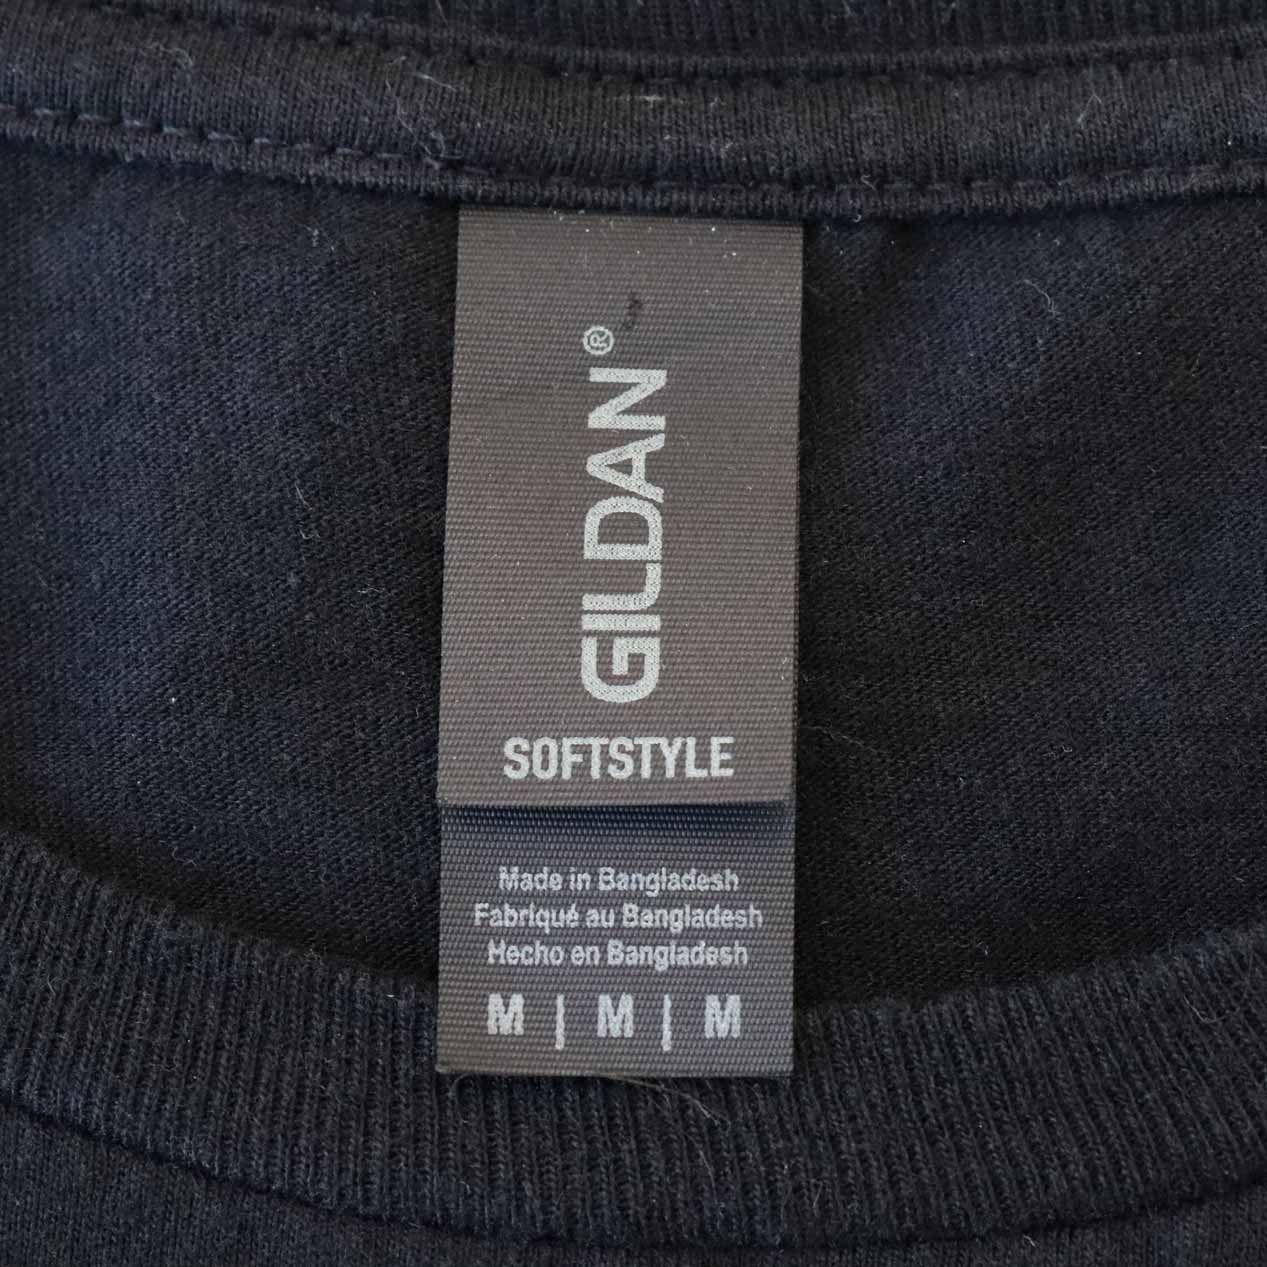 GILDAN®
SOFTSTYLE
Made in Bangladesh
Fabriqué au Bangladesh
Hecho en Bangladesh
M | M | M